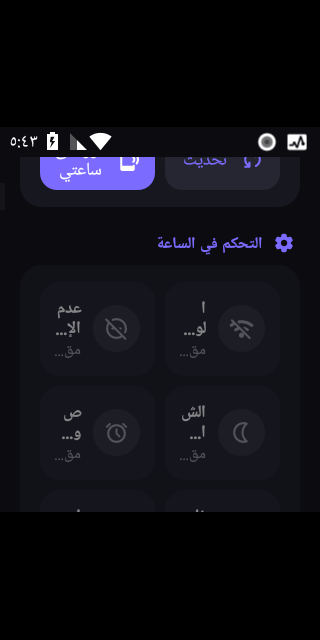 ٥:٤٣
تحديث
ساعتي
التحكم في الساعة
ا
لو...
مق...
عدم
الإ...
مق...
الش
ا...
مق...
ص
و...
مق...